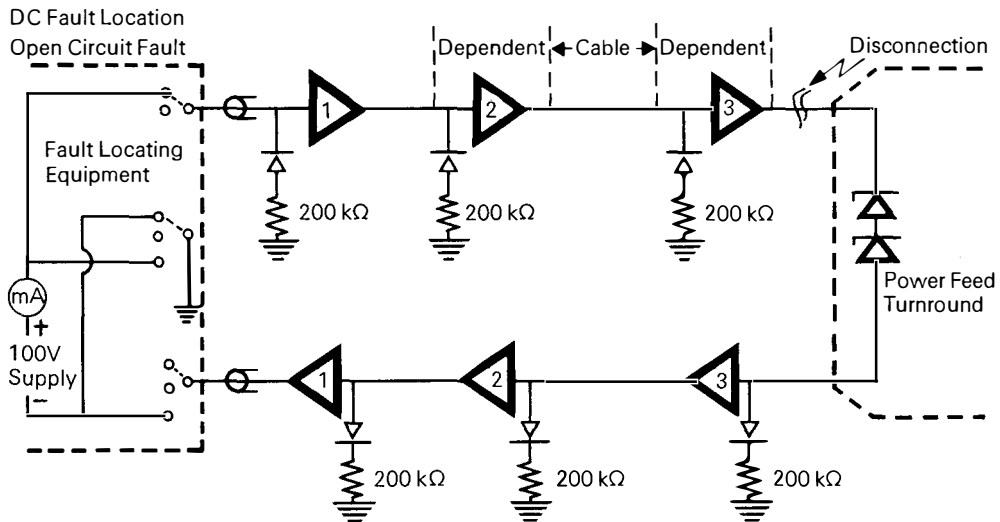 DC Fault Location
Open Circuit Fault
Dependent
Cable
Dependent
Disconnection
1
2
3
Fault Locating
Equipment
200 kΩ
200 kΩ
200 kΩ
mA
+
100V
Supply
−
Power Feed
Turnround
1
2
3
200 kΩ
200 kΩ
200 kΩ